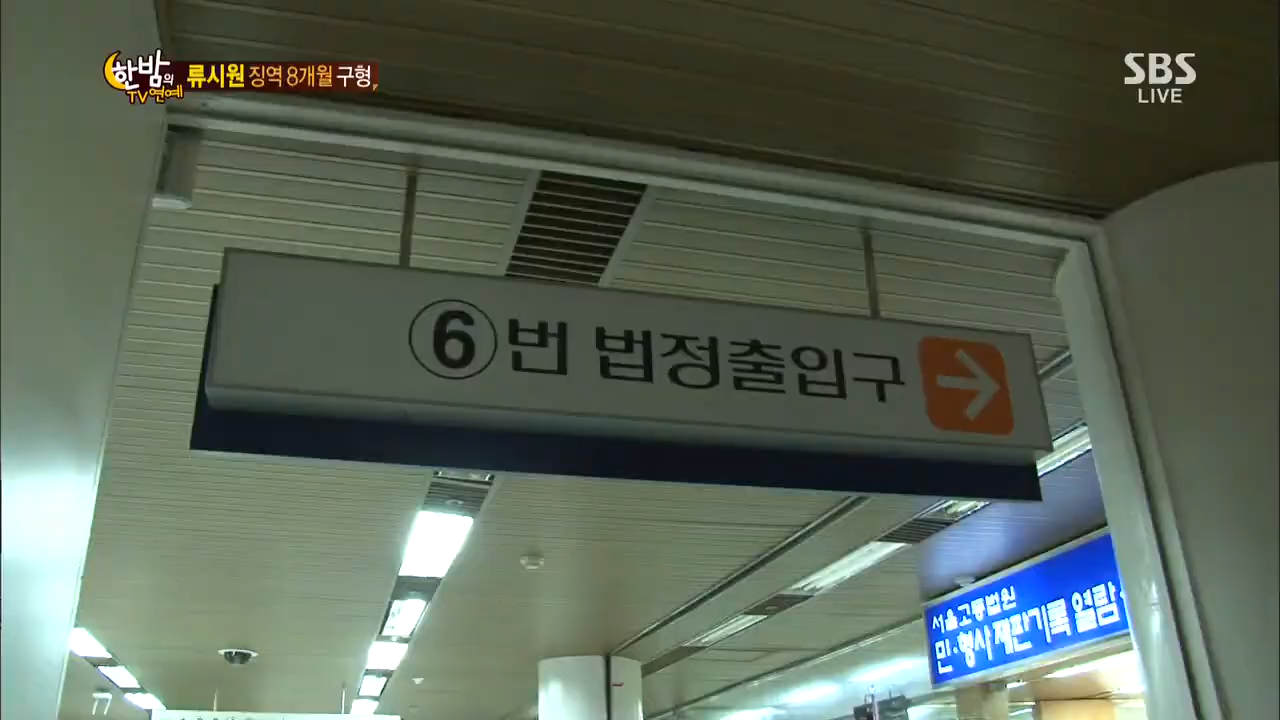 한밤의 TV연예
류시원 징역 8개월 구형
SBS
LIVE
⑥번 법정출입구
서울고등법원
민·형사 재판기록 열람·